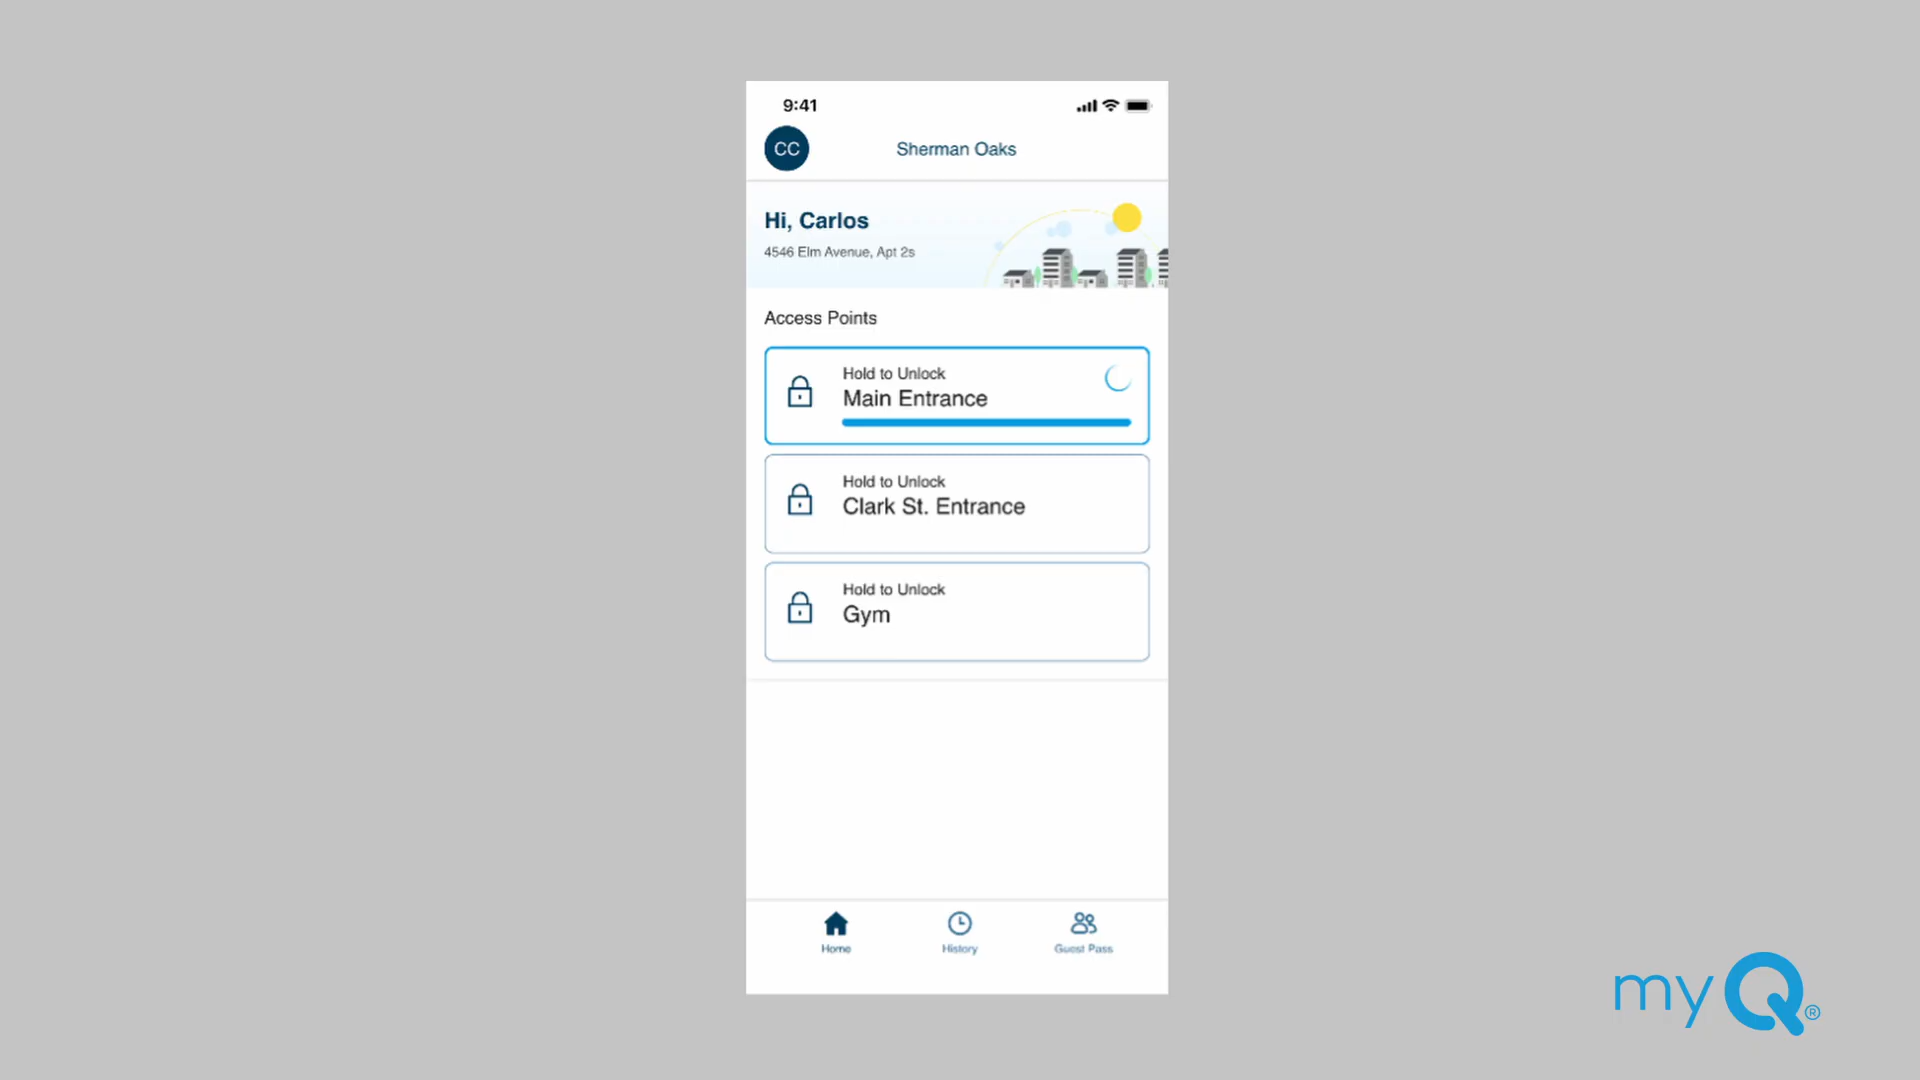 9:41
CC
Sherman Oaks
Hi, Carlos
4546 Elm Avenue, Apt 2s
Access Points
Hold to Unlock
Main Entrance
Hold to Unlock
Clark St. Entrance
Hold to Unlock
Gym
Home
History
Guest Pass
myQ®